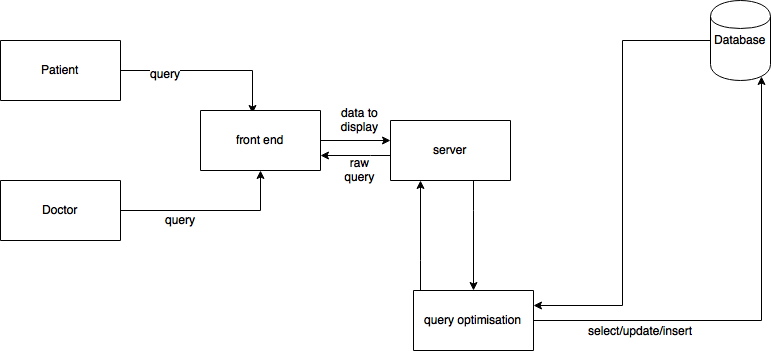 Database
Patient
query
data to
display
front end
server
raw
query
Doctor
query
query optimisation
select/update/insert